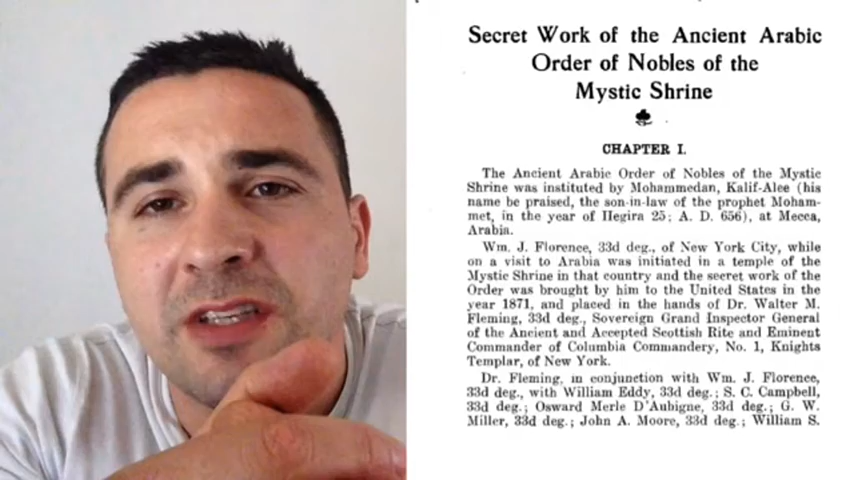 Secret Work of the Ancient Arabic
Order of Nobles of the
Mystic Shrine
CHAPTER I.
The Ancient Arabic Order of Nobles of the Mystic
Shrine was instituted by Mohammedan, Kalif-Alee (his
name be praised, the son-in-law of the prophet Moham-
met, in the year of Hegira 25; A. D. 656), at Mecca,
Arabia.
Wm. J. Florence, 33d deg., of New York City, while
on a visit to Arabia was initiated in a temple of the
Mystic Shrine in that country and the secret work of the
Order was brought by him to the United States in the
year 1871, and placed in the hands of Dr. Walter M.
Fleming, 33d deg., Sovereign Grand Inspector General
of the Ancient and Accepted Scottish Rite and Eminent
Commander of Columbia Commandery, No. 1, Knights
Templar, of New York.
Dr. Fleming, in conjunction with Wm. J. Florence,
33d deg., with William Eddy, 33d deg.; S. C. Campbell,
33d deg.; Osward Merle D'Aubigne, 33d deg.; G. W.
Miller, 33d deg.; John A. Moore, 33d deg.; William S.